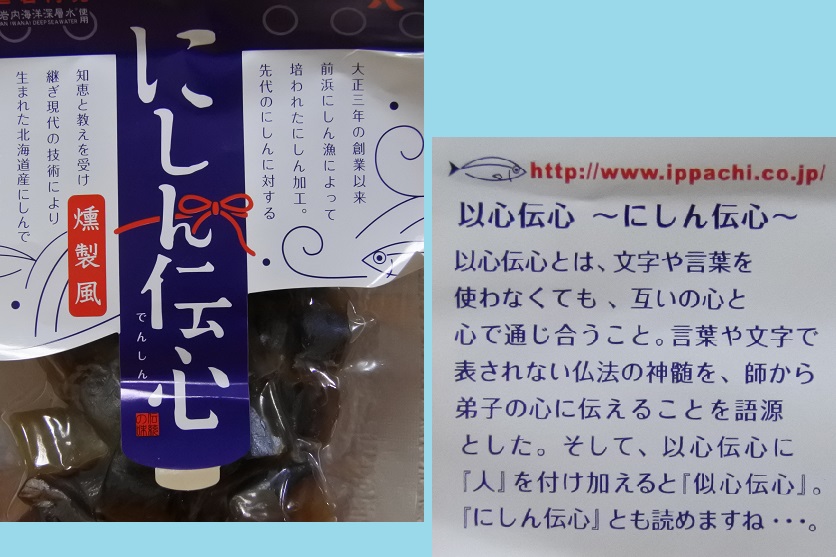 岩内海洋深層水使用
にしん伝心
でんしん
大正三年の創業以来
前浜にしん漁によって
培われたにしん加工。
先代のにしんに対する
知恵と教えを受け
継ぎ現代の技術により
生まれた北海道産にしんで
燻製風
http://www.ippachi.co.jp/
以心伝心 ～にしん伝心～
以心伝心とは、文字や言葉を
使わなくても、互いの心と
心で通じ合うこと。言葉や文字で
表されない仏法の神髄を、師から
弟子の心に伝えることを語源
とした。そして、以心伝心に
『人』を付け加えると『似心伝心』。
『にしん伝心』とも読めますね・・・。